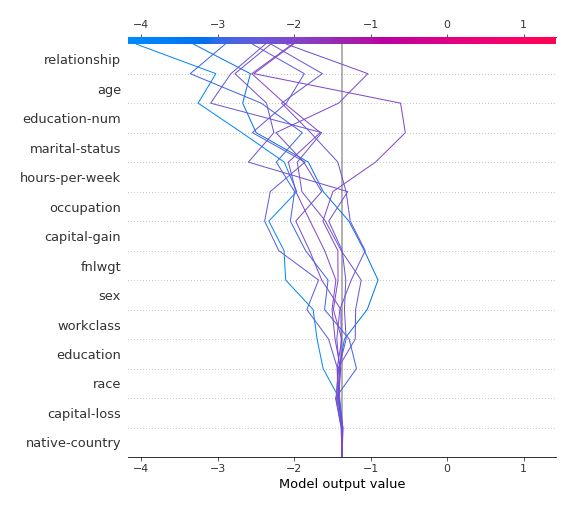 −4 −3 −2 −1 0 1
relationship
age
education-num
marital-status
hours-per-week
occupation
capital-gain
fnlwgt
sex
workclass
education
race
capital-loss
native-country
−4 −3 −2 −1 0 1
Model output value